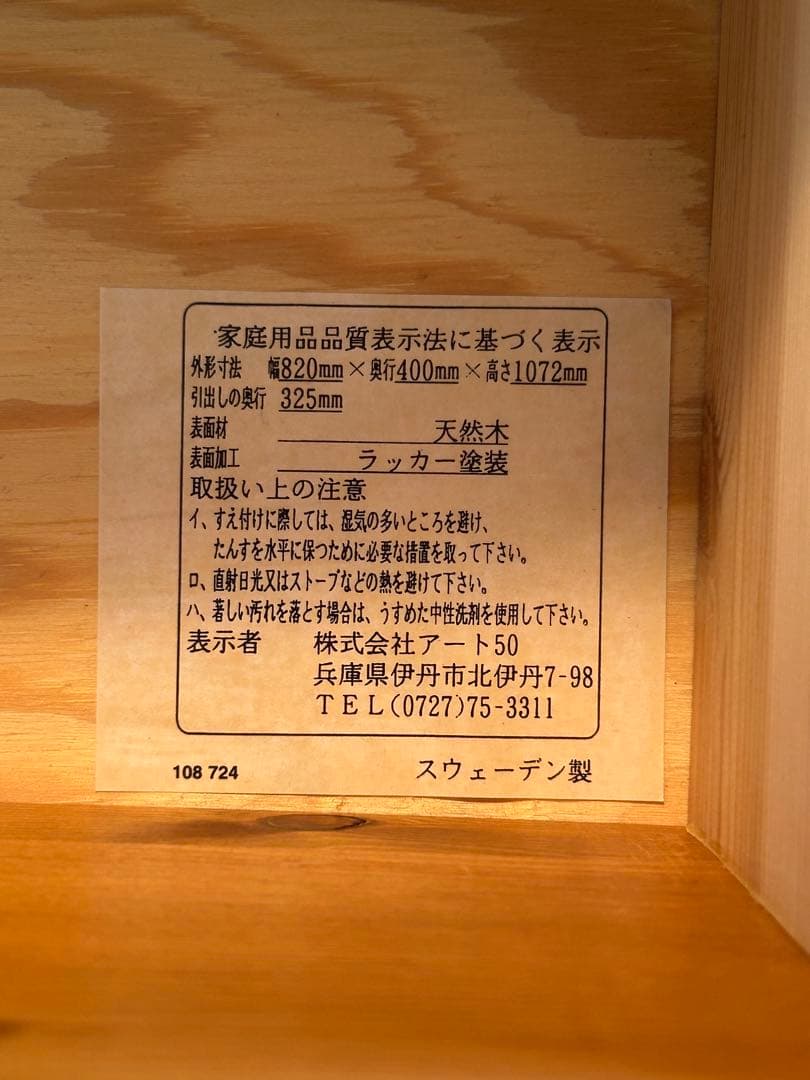 家庭用品品質表示法に基づく表示
外形寸法 幅820mm×奥行400mm×高さ1072mm
引出しの奥行 325mm
表面材 天然木
表面加工 ラッカー塗装
取扱い上の注意
イ、すえ付けに際しては、湿気の多いところを避け、
たんすを水平に保つために必要な措置を取って下さい。
ロ、直射日光又はストーブなどの熱を避けて下さい。
ハ、著しい汚れを落とす場合は、うすめた中性洗剤を使用して下さい。
表示者 株式会社アート50
兵庫県伊丹市北伊丹7-98
TEL(0727)75-3311
108 724 スウェーデン製